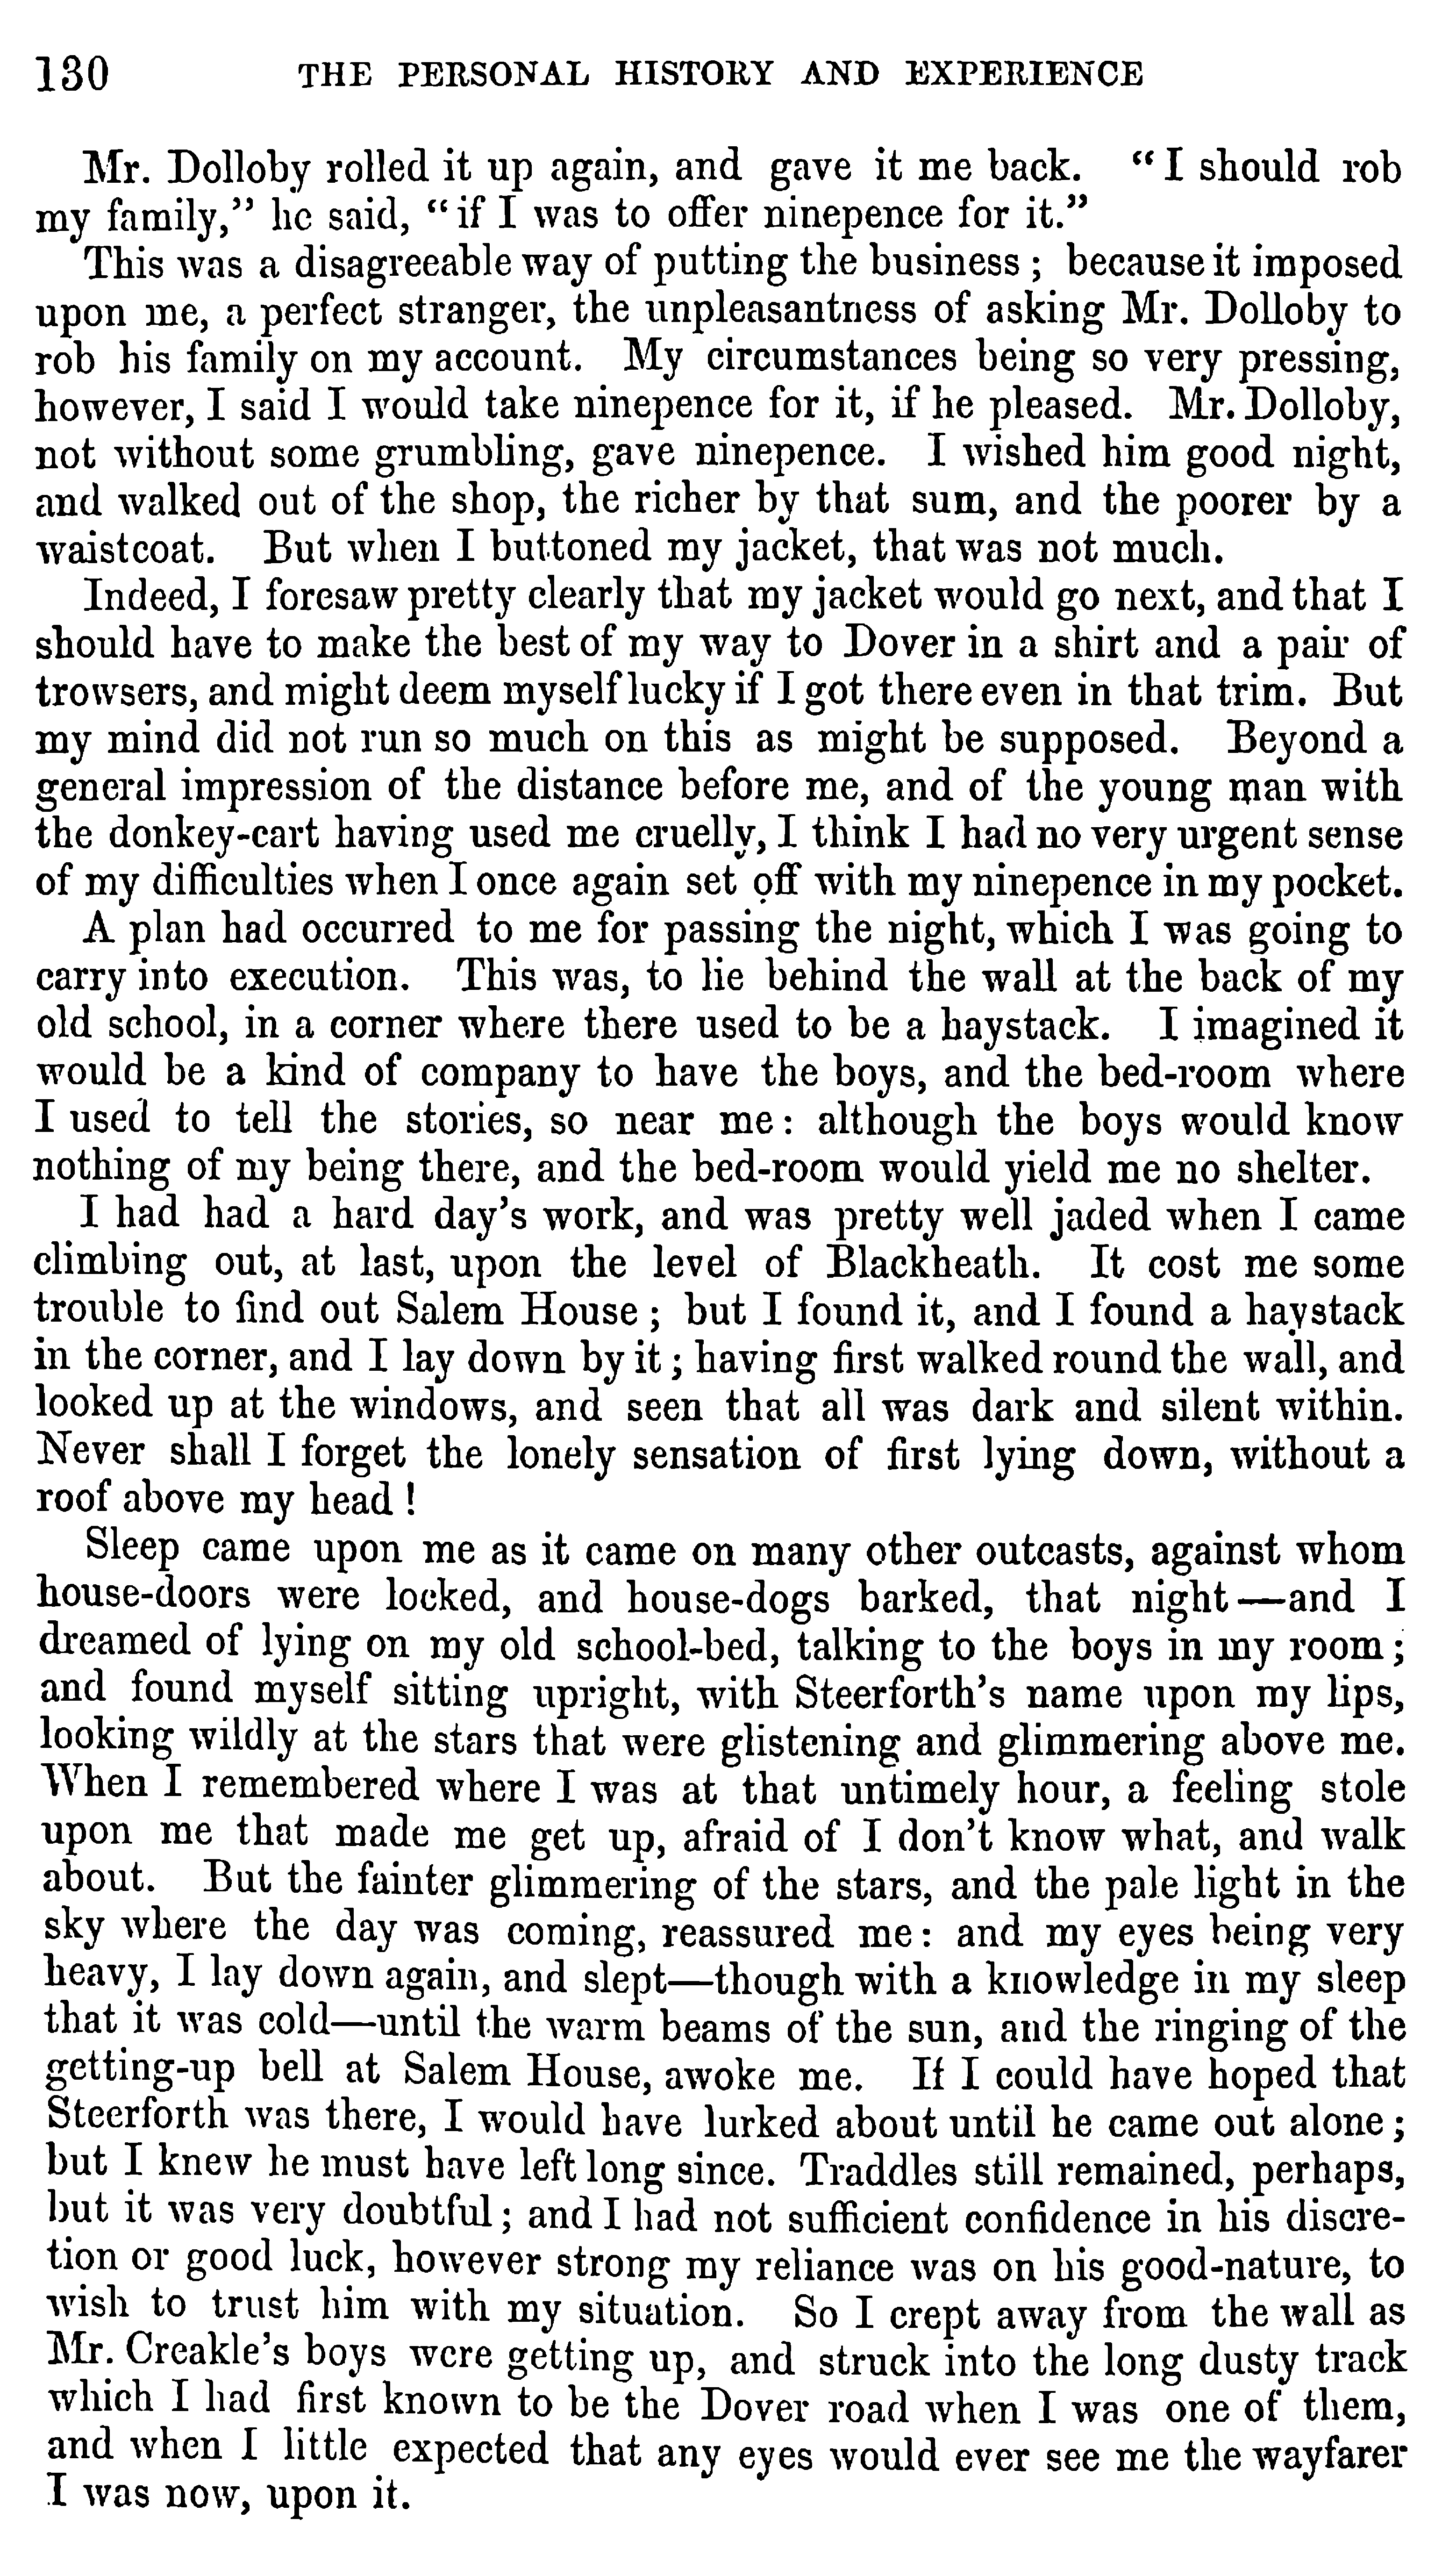 130 THE PERSONAL HISTORY AND EXPERIENCE
Mr. Dolloby rolled it up again, and gave it me back. “I should rob
my family,” he said, “if I was to offer ninepence for it.”
This was a disagreeable way of putting the business; because it imposed
upon me, a perfect stranger, the unpleasantness of asking Mr. Dolloby to
rob his family on my account. My circumstances being so very pressing,
however, I said I would take ninepence for it, if he pleased. Mr. Dolloby,
not without some grumbling, gave ninepence. I wished him good night,
and walked out of the shop, the richer by that sum, and the poorer by a
waistcoat. But when I buttoned my jacket, that was not much.
Indeed, I foresaw pretty clearly that my jacket would go next, and that I
should have to make the best of my way to Dover in a shirt and a pair of
trowsers, and might deem myself lucky if I got there even in that trim. But
my mind did not run so much on this as might be supposed. Beyond a
general impression of the distance before me, and of the young man with
the donkey-cart having used me cruelly, I think I had no very urgent sense
of my difficulties when I once again set off with my ninepence in my pocket.
A plan had occurred to me for passing the night, which I was going to
carry into execution. This was, to lie behind the wall at the back of my
old school, in a corner where there used to be a haystack. I imagined it
would be a kind of company to have the boys, and the bed-room where
I used to tell the stories, so near me: although the boys would know
nothing of my being there, and the bed-room would yield me no shelter.
I had had a hard day’s work, and was pretty well jaded when I came
climbing out, at last, upon the level of Blackheath. It cost me some
trouble to find out Salem House; but I found it, and I found a haystack
in the corner, and I lay down by it; having first walked round the wall, and
looked up at the windows, and seen that all was dark and silent within.
Never shall I forget the lonely sensation of first lying down, without a
roof above my head!
Sleep came upon me as it came on many other outcasts, against whom
house-doors were locked, and house-dogs barked, that night—and I
dreamed of lying on my old school-bed, talking to the boys in my room;
and found myself sitting upright, with Steerforth’s name upon my lips,
looking wildly at the stars that were glistening and glimmering above me.
When I remembered where I was at that untimely hour, a feeling stole
upon me that made me get up, afraid of I don’t know what, and walk
about. But the fainter glimmering of the stars, and the pale light in the
sky where the day was coming, reassured me: and my eyes being very
heavy, I lay down again, and slept—though with a knowledge in my sleep
that it was cold—until the warm beams of the sun, and the ringing of the
getting-up bell at Salem House, awoke me. If I could have hoped that
Steerforth was there, I would have lurked about until he came out alone;
but I knew he must have left long since. Traddles still remained, perhaps,
but it was very doubtful; and I had not sufficient confidence in his discre-
tion or good luck, however strong my reliance was on his good-nature, to
wish to trust him with my situation. So I crept away from the wall as
Mr. Creakle’s boys were getting up, and struck into the long dusty track
which I had first known to be the Dover road when I was one of them,
and when I little expected that any eyes would ever see me the wayfarer
I was now, upon it.